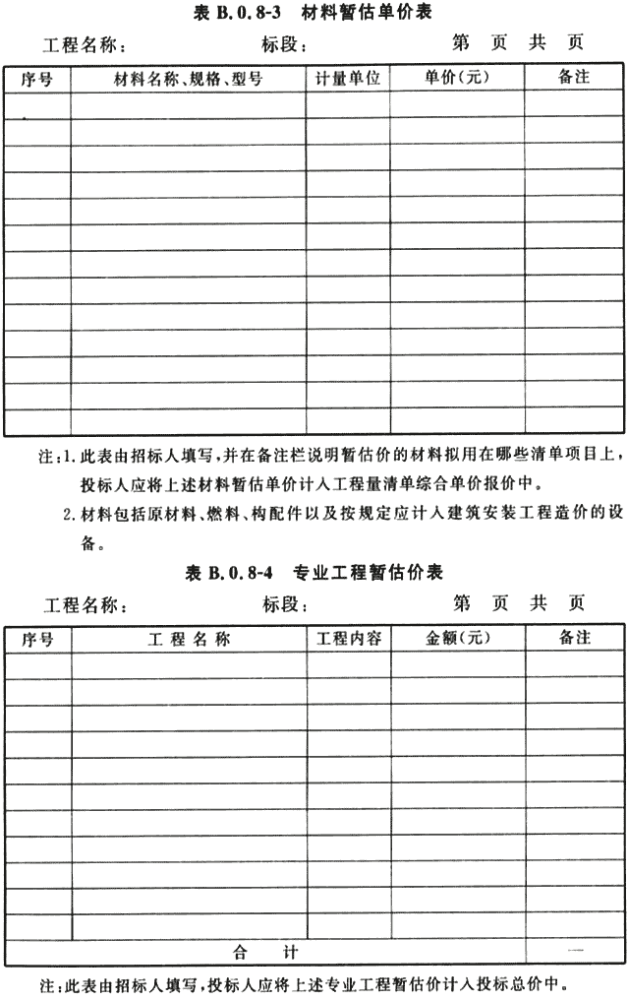 表 B.0.8-3 材料暂估单价表
工程名称： 标段： 第 页 共 页
序号 材料名称、规格、型号 计量单位 单价(元) 备注
注:1. 此表由招标人填写,并在备注栏说明暂估价的材料拟用在哪些清单项目上,
投标人应将上述材料暂估单价计入工程量清单综合单价报价中。
2. 材料包括原材料、燃料、构配件以及按规定应计入建筑安装工程造价的设
备。
表 B.0.8-4 专业工程暂估价表
工程名称： 标段： 第 页 共 页
序号 工程名称 工程内容 金额(元) 备注
合 计 —
注:此表由招标人填写,投标人应将上述专业工程暂估价计入投标总价中。